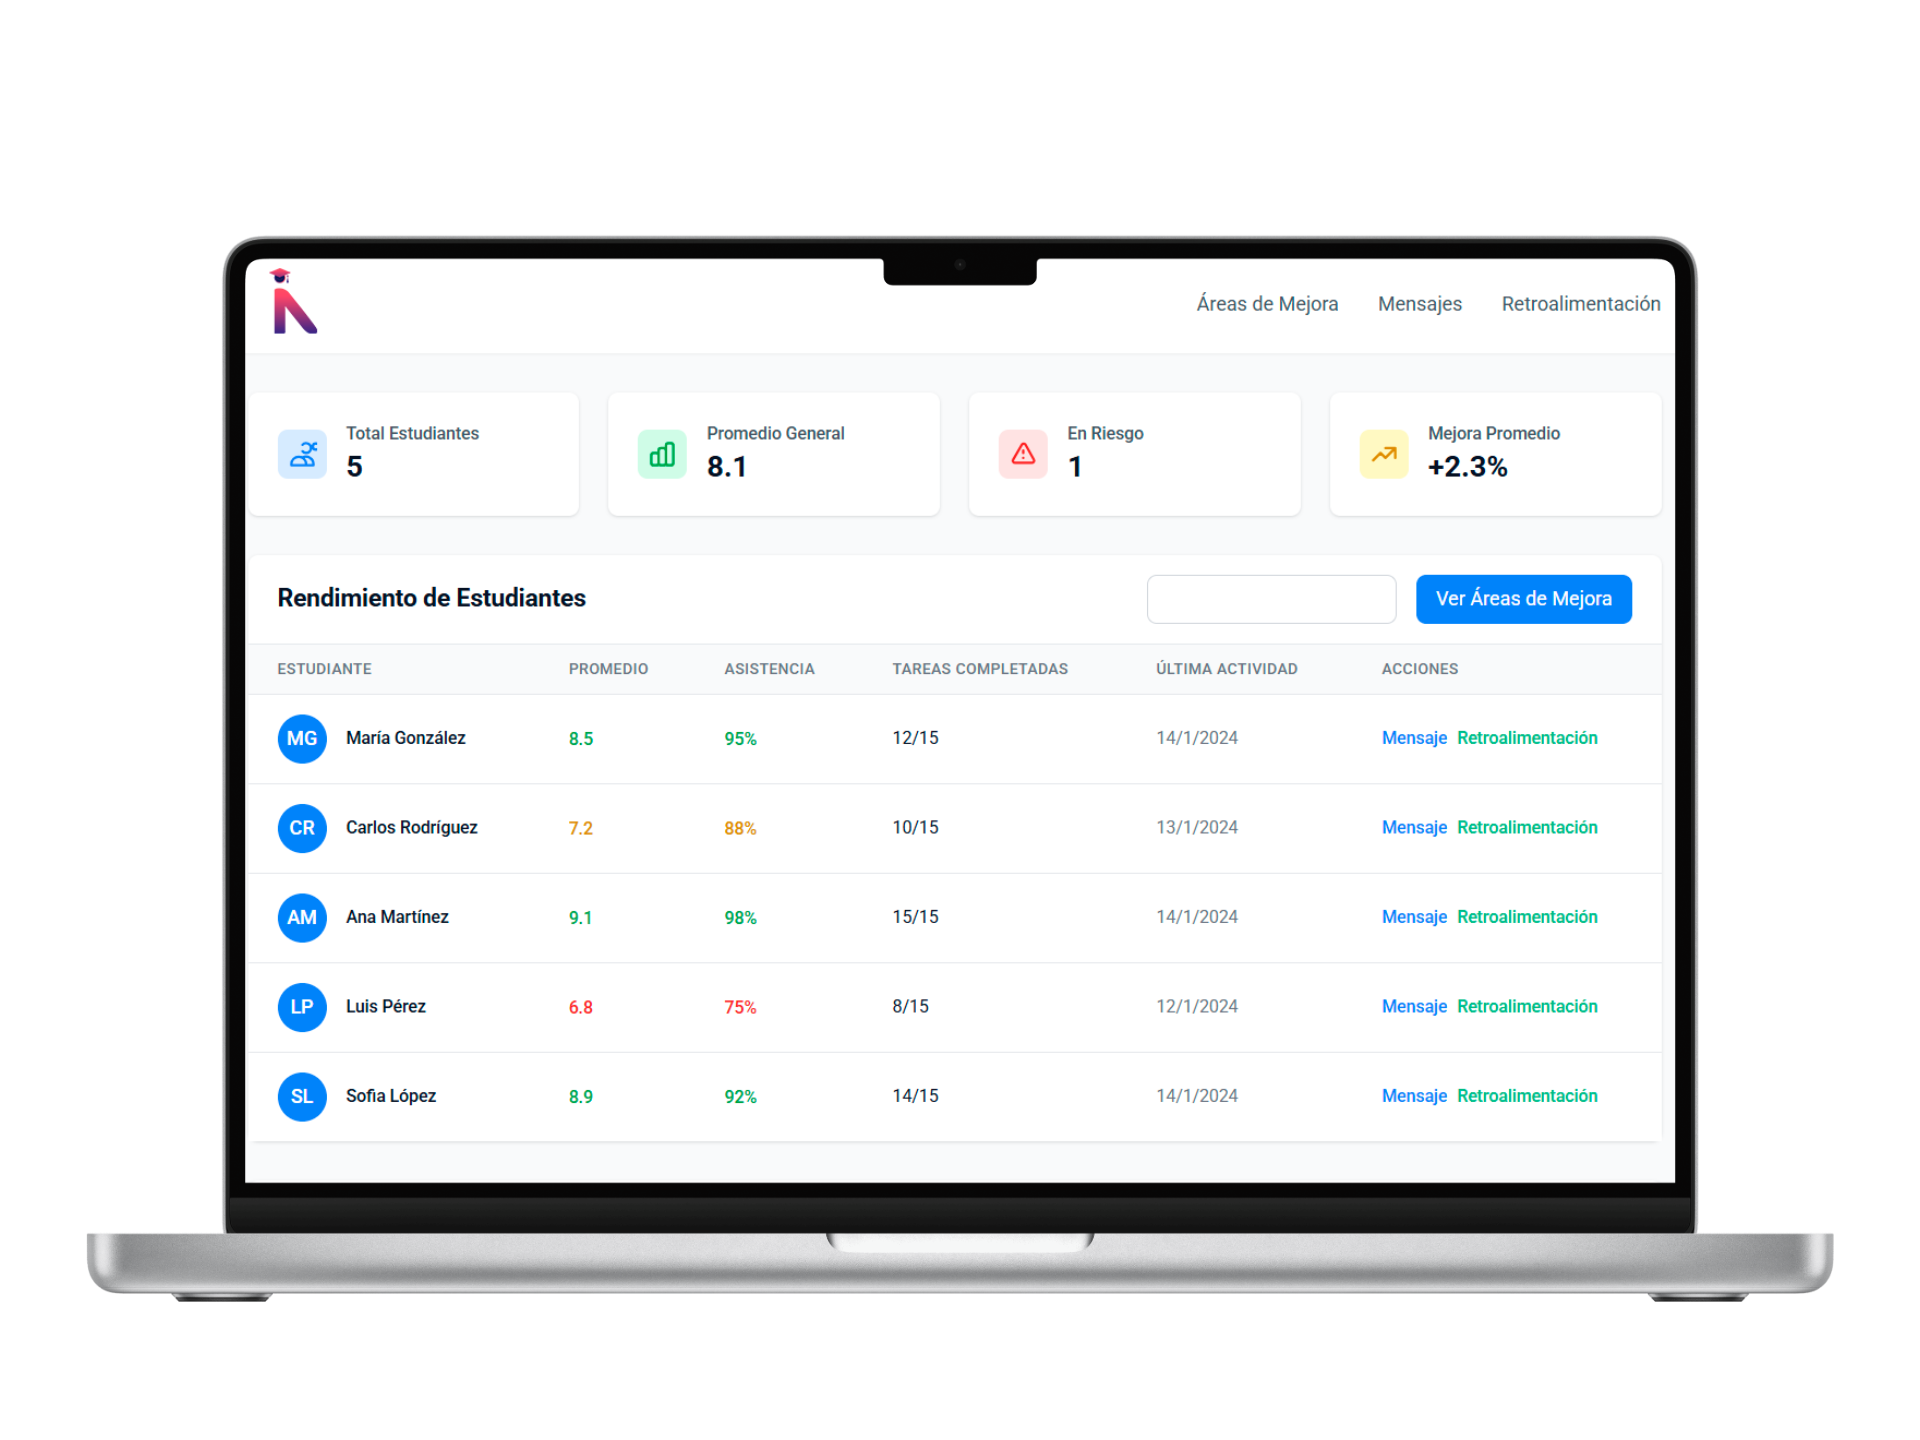 Áreas de Mejora Mensajes Retroalimentación
Total Estudiantes
5
Promedio General
8.1
En Riesgo
1
Mejora Promedio
+2.3%
Rendimiento de Estudiantes
Ver Áreas de Mejora
ESTUDIANTE PROMEDIO ASISTENCIA TAREAS COMPLETADAS ÚLTIMA ACTIVIDAD ACCIONES
MG María González 8.5 95% 12/15 14/1/2024 Mensaje Retroalimentación
CR Carlos Rodríguez 7.2 88% 10/15 13/1/2024 Mensaje Retroalimentación
AM Ana Martínez 9.1 98% 15/15 14/1/2024 Mensaje Retroalimentación
LP Luis Pérez 6.8 75% 8/15 12/1/2024 Mensaje Retroalimentación
SL Sofia López 8.9 92% 14/15 14/1/2024 Mensaje Retroalimentación